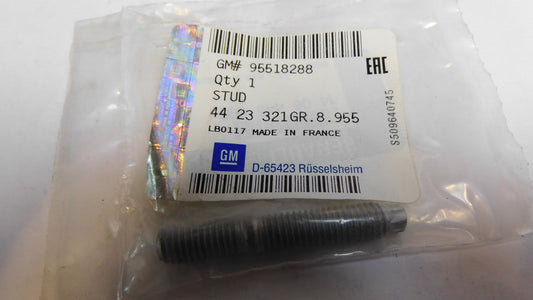 GM# 95518288
Qty 1
STUD
44 23 321GR.8.955
LB0117 MADE IN FRANCE
GM
D-65423 Rüsselsheim
EAC
S509640745